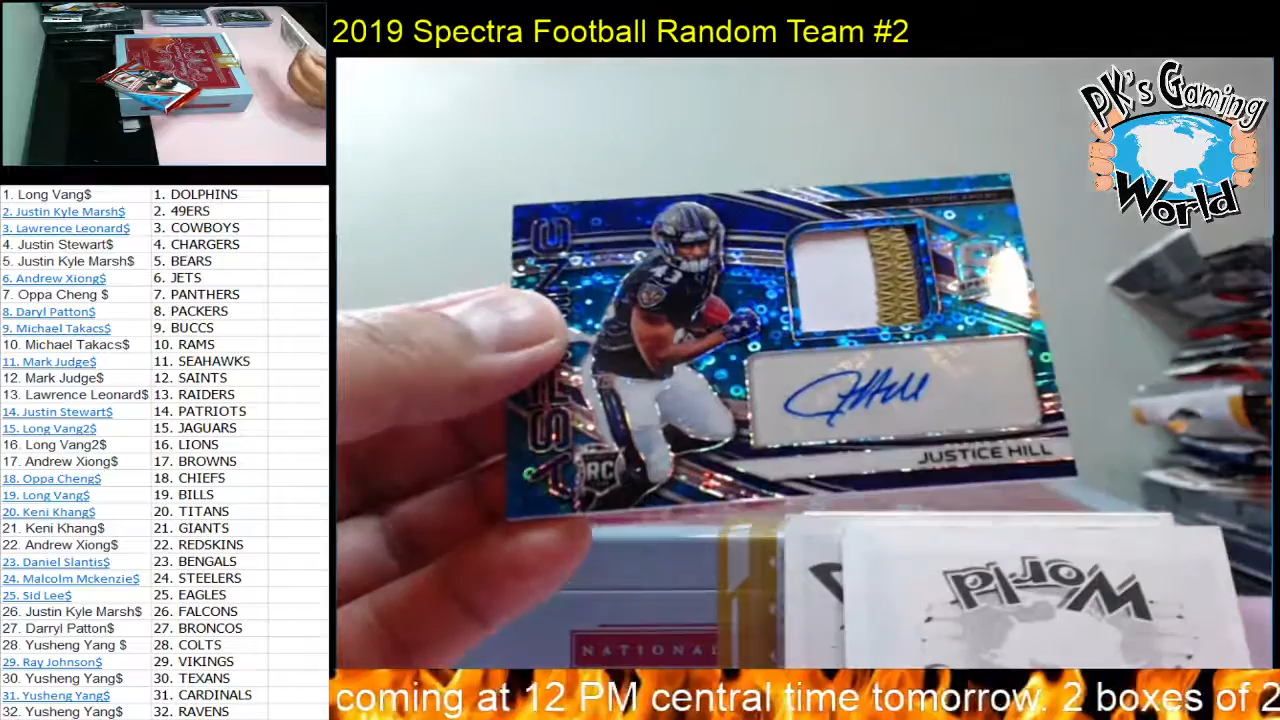 2019 Spectra Football Random Team #2
PK's Gaming
World
1. Long Vang$ 1. DOLPHINS
2. Justin Kyle Marsh$ 2. 49ERS
3. Lawrence Leonard$ 3. COWBOYS
4. Justin Stewart$ 4. CHARGERS
5. Justin Kyle Marsh$ 5. BEARS
6. Andrew Xiong$ 6. JETS
7. Oppa Cheng $ 7. PANTHERS
8. Daryl Patton$ 8. PACKERS
9. Michael Takacs$ 9. BUCCS
10. Michael Takacs$ 10. RAMS
11. Mark Judge$ 11. SEAHAWKS
12. Mark Judge$ 12. SAINTS
13. Lawrence Leonard$ 13. RAIDERS
14. Justin Stewart$ 14. PATRIOTS
15. Long Vang2$ 15. JAGUARS
16. Long Vang2$ 16. LIONS
17. Andrew Xiong$ 17. BROWNS
18. Oppa Cheng$ 18. CHIEFS
19. Long Vang$ 19. BILLS
20. Keni Khang$ 20. TITANS
21. Keni Khang$ 21. GIANTS
22. Andrew Xiong$ 22. REDSKINS
23. Daniel Slantis$ 23. BENGALS
24. Malcolm Mckenzie$ 24. STEELERS
25. Sid Lee$ 25. EAGLES
26. Justin Kyle Marsh$ 26. FALCONS
27. Darryl Patton$ 27. BRONCOS
28. Yusheng Yang $ 28. COLTS
29. Ray Johnson$ 29. VIKINGS
30. Yusheng Yang$ 30. TEXANS
31. Yusheng Yang$ 31. CARDINALS
32. Yusheng Yang$ 32. RAVENS
43
RC
JUSTICE HILL
World
NATIONAL
coming at 12 PM central time tomorrow. 2 boxes of 2